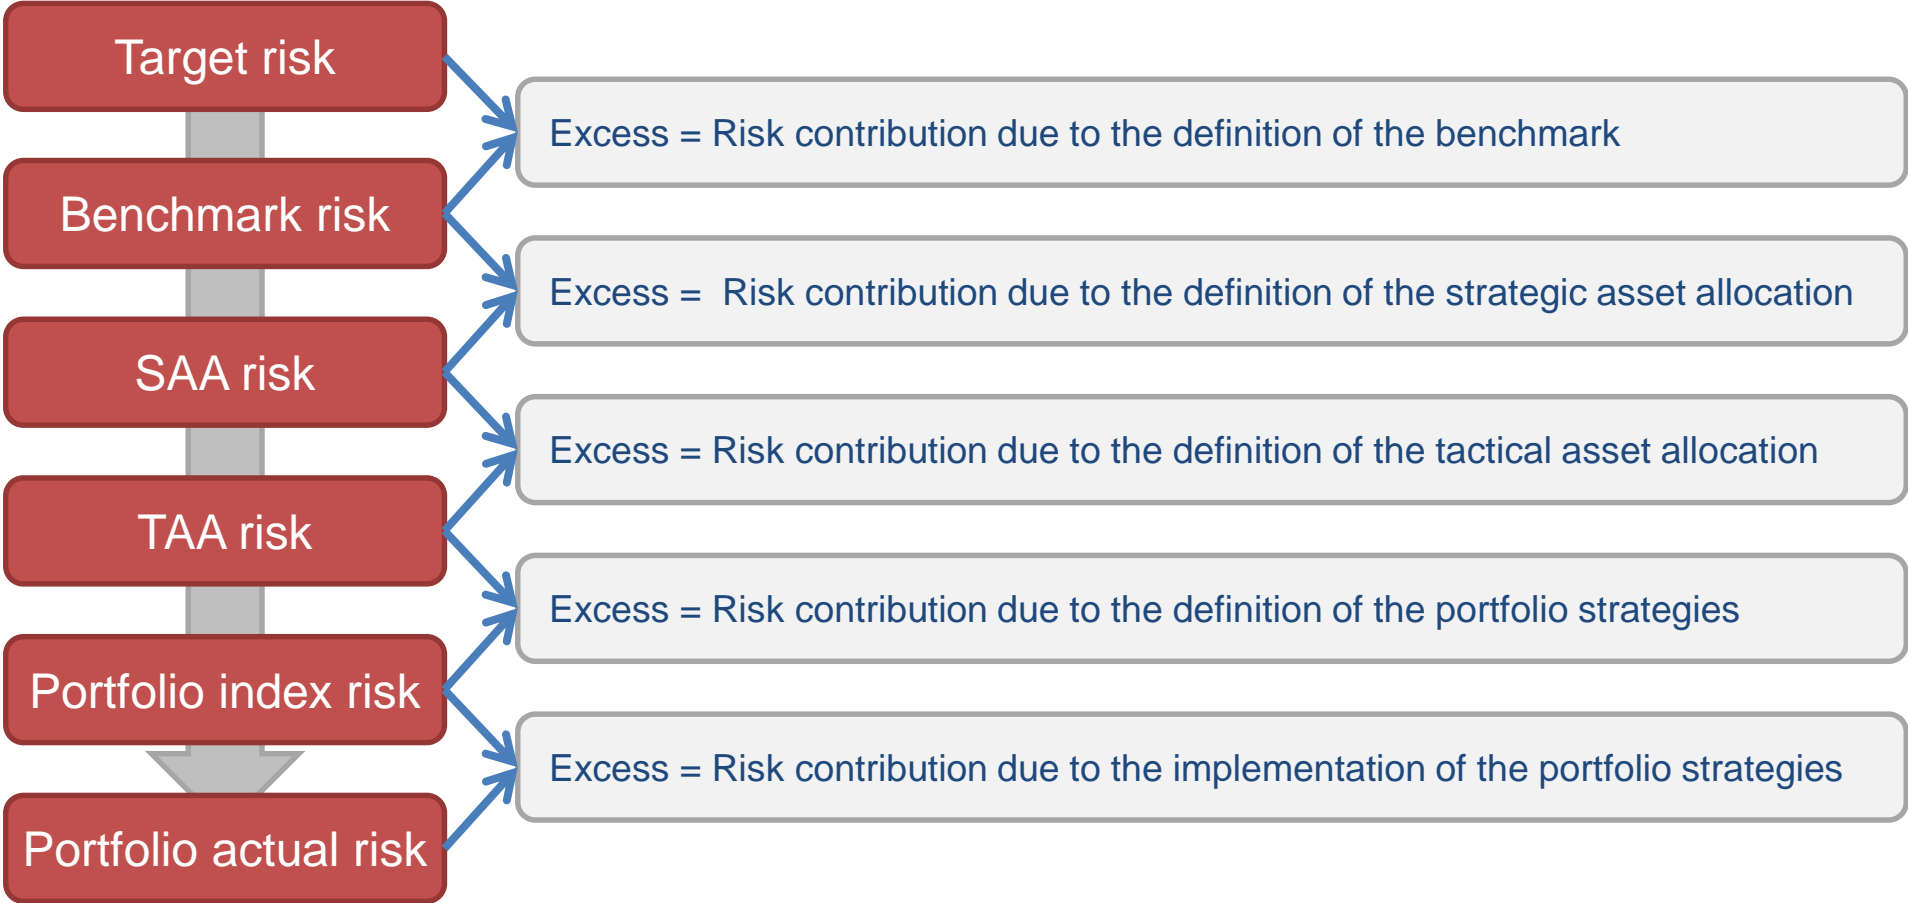 Target risk
Excess = Risk contribution due to the definition of the benchmark
Benchmark risk
Excess =  Risk contribution due to the definition of the strategic asset allocation
SAA risk
Excess = Risk contribution due to the definition of the tactical asset allocation
TAA risk
Excess = Risk contribution due to the definition of the portfolio strategies
Portfolio index risk
Excess = Risk contribution due to the implementation of the portfolio strategies
Portfolio actual risk